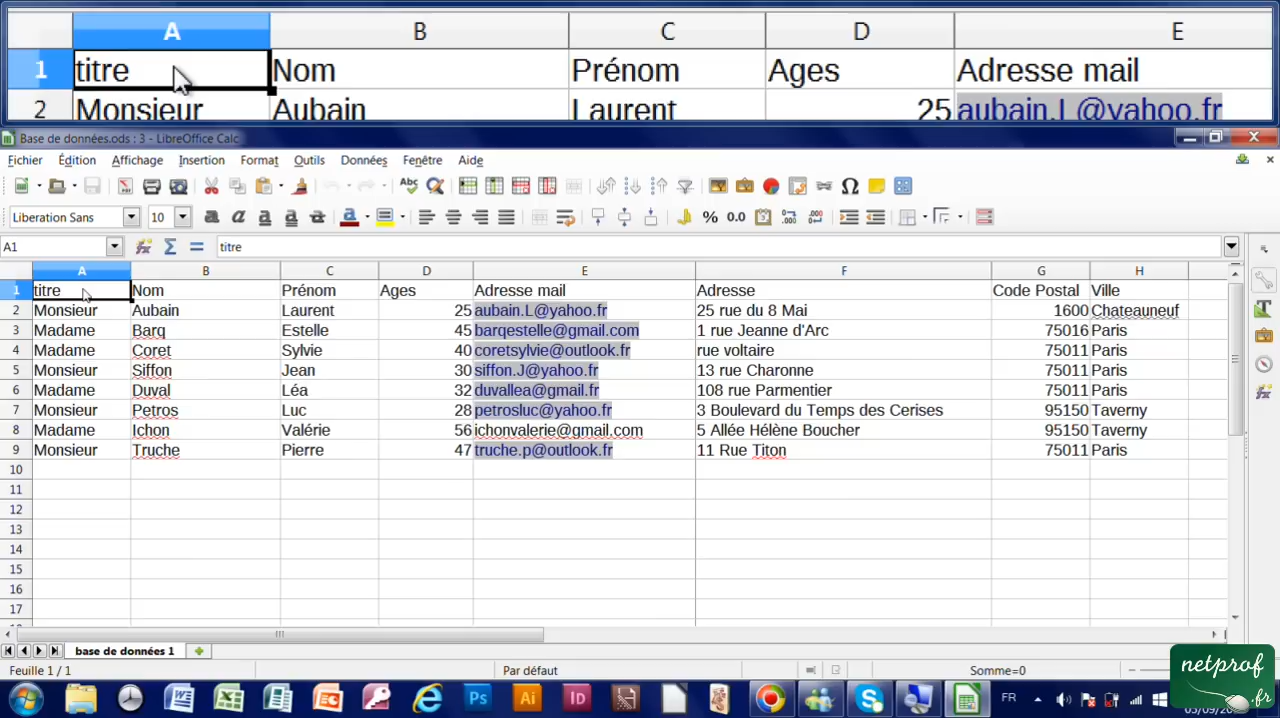 A B C D E
1 titre Nom Prénom Ages Adresse mail
2 Monsieur Aubain Laurent 25 aubain.L@yahoo.fr
Base de données.ods : 3 - LibreOffice Calc
Fichier Édition Affichage Insertion Format Outils Données Fenêtre Aide
Liberation Sans 10
A1 titre
A B C D E F G H
1 titre Nom Prénom Ages Adresse mail Adresse Code Postal Ville
2 Monsieur Aubain Laurent 25 aubain.L@yahoo.fr 25 rue du 8 Mai 1600 Chateauneuf
3 Madame Barq Estelle 45 barqestelle@gmail.com 1 rue Jeanne d'Arc 75016 Paris
4 Madame Coret Sylvie 40 coretsylvie@outlook.fr rue voltaire 75011 Paris
5 Monsieur Siffon Jean 30 siffon.J@yahoo.fr 13 rue Charonne 75011 Paris
6 Madame Duval Léa 32 duvallea@gmail.fr 108 rue Parmentier 75011 Paris
7 Monsieur Petros Luc 28 petrosluc@yahoo.fr 3 Boulevard du Temps des Cerises 95150 Taverny
8 Madame Ichon Valérie 56 ichonvalerie@gmail.com 5 Allée Hélène Boucher 95150 Taverny
9 Monsieur Truche Pierre 47 truche.p@outlook.fr 11 Rue Titon 75011 Paris
10
11
12
13
14
15
16
17
base de données 1
Feuille 1 / 1 Par défaut Somme=0
netprof
.fr
Ps Ai Id FR